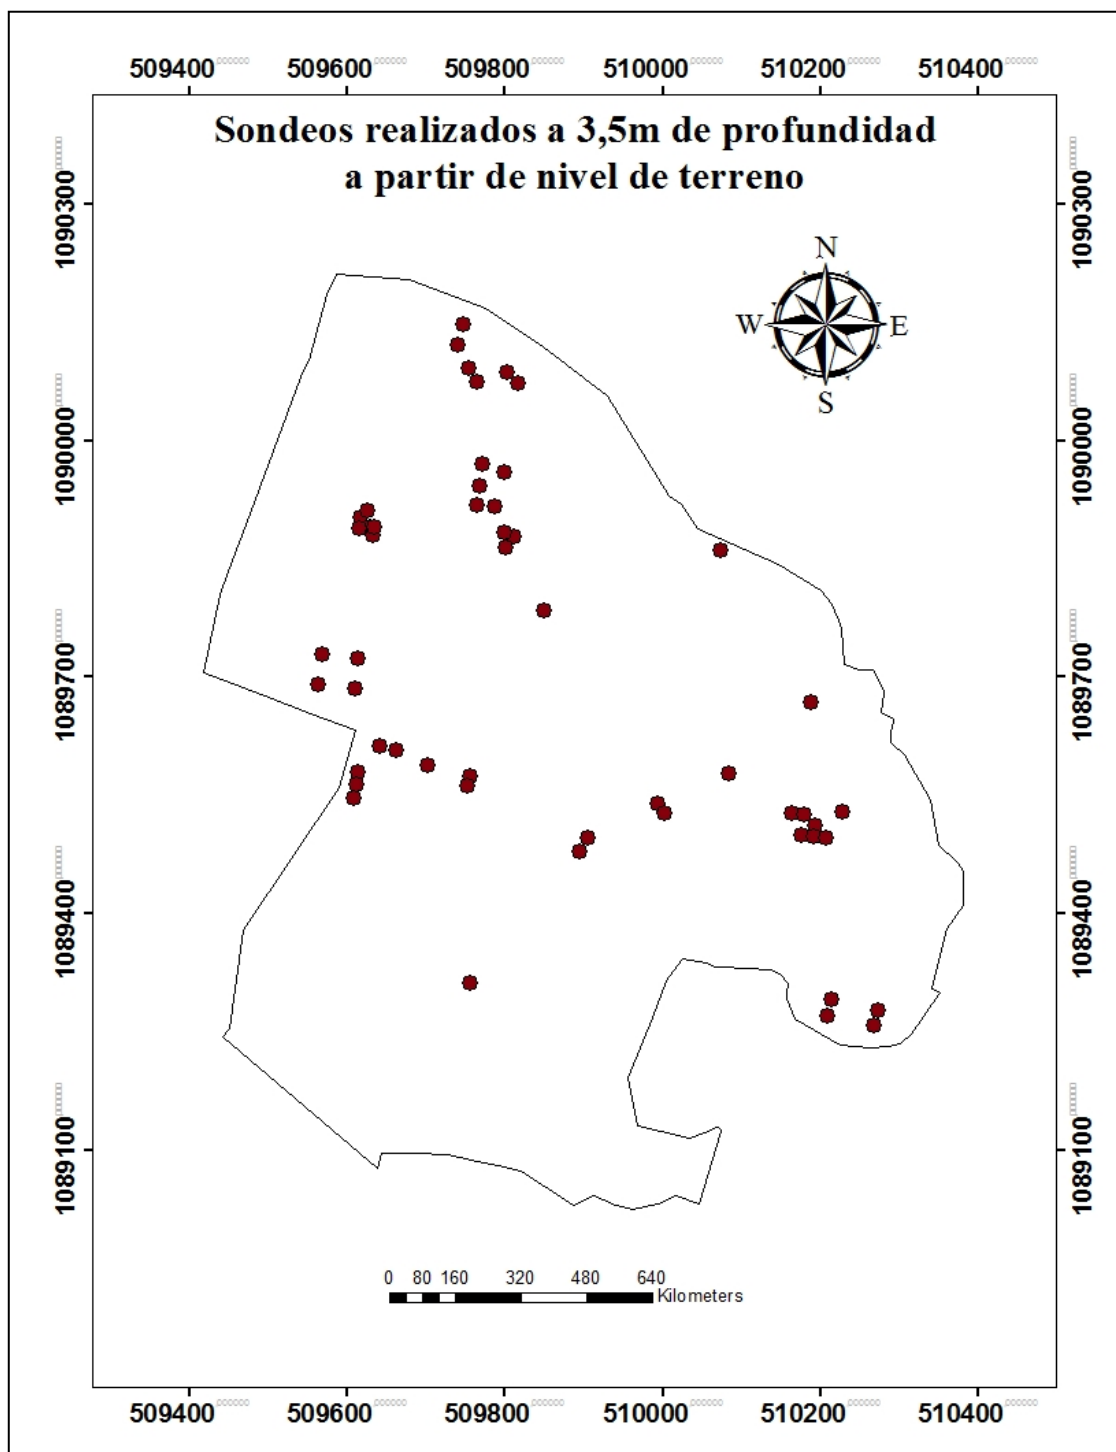 509400 509600 509800 510000 510200 510400
Sondeos realizados a 3,5m de profundidad
a partir de nivel de terreno
1090300 1090300
N
W E
S
1090000 1090000
1089700 1089700
1089400 1089400
1089100 1089100
0 80 160 320 480 640
Kilometers
509400 509600 509800 510000 510200 510400